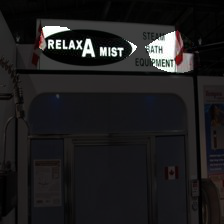 RELAXA MIST
STEAM
BATH
EQUIPMENT